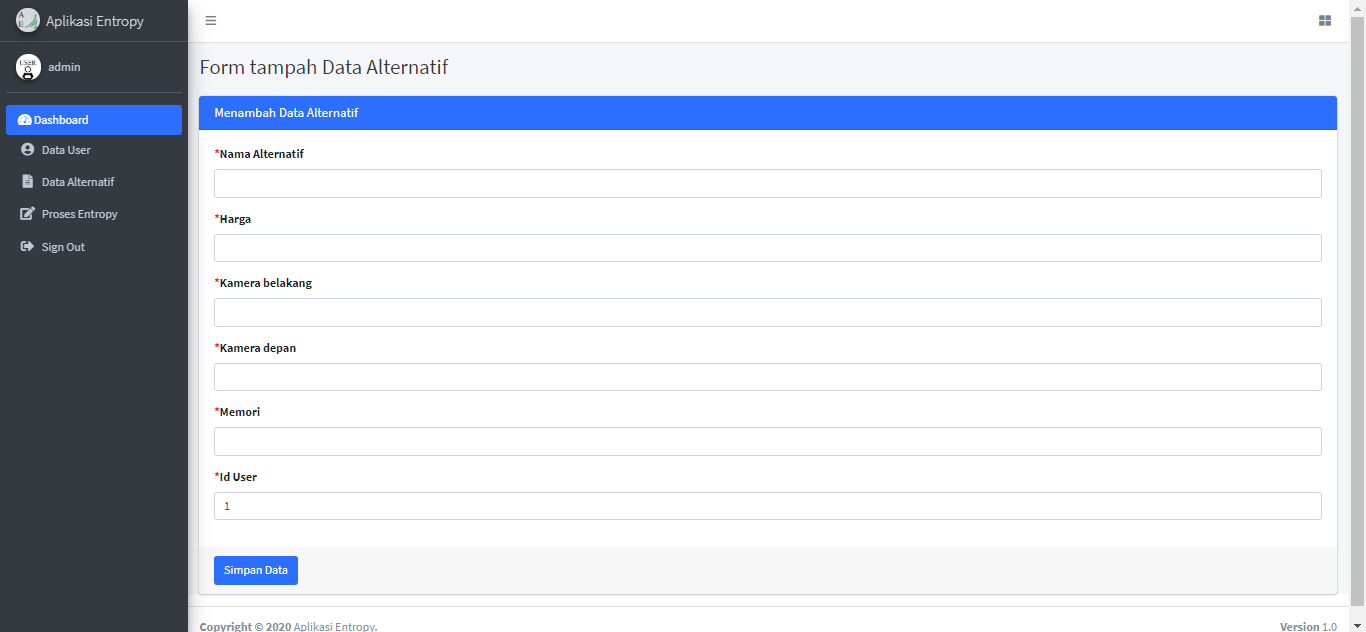 Aplikasi Entropy
USER
admin
Dashboard
Data User
Data Alternatif
Proses Entropy
Sign Out
Form tampah Data Alternatif
Menambah Data Alternatif
*Nama Alternatif
*Harga
*Kamera belakang
*Kamera depan
*Memori
*Id User
1
Simpan Data
Copyright © 2020 Aplikasi Entropy.
Version 1.0